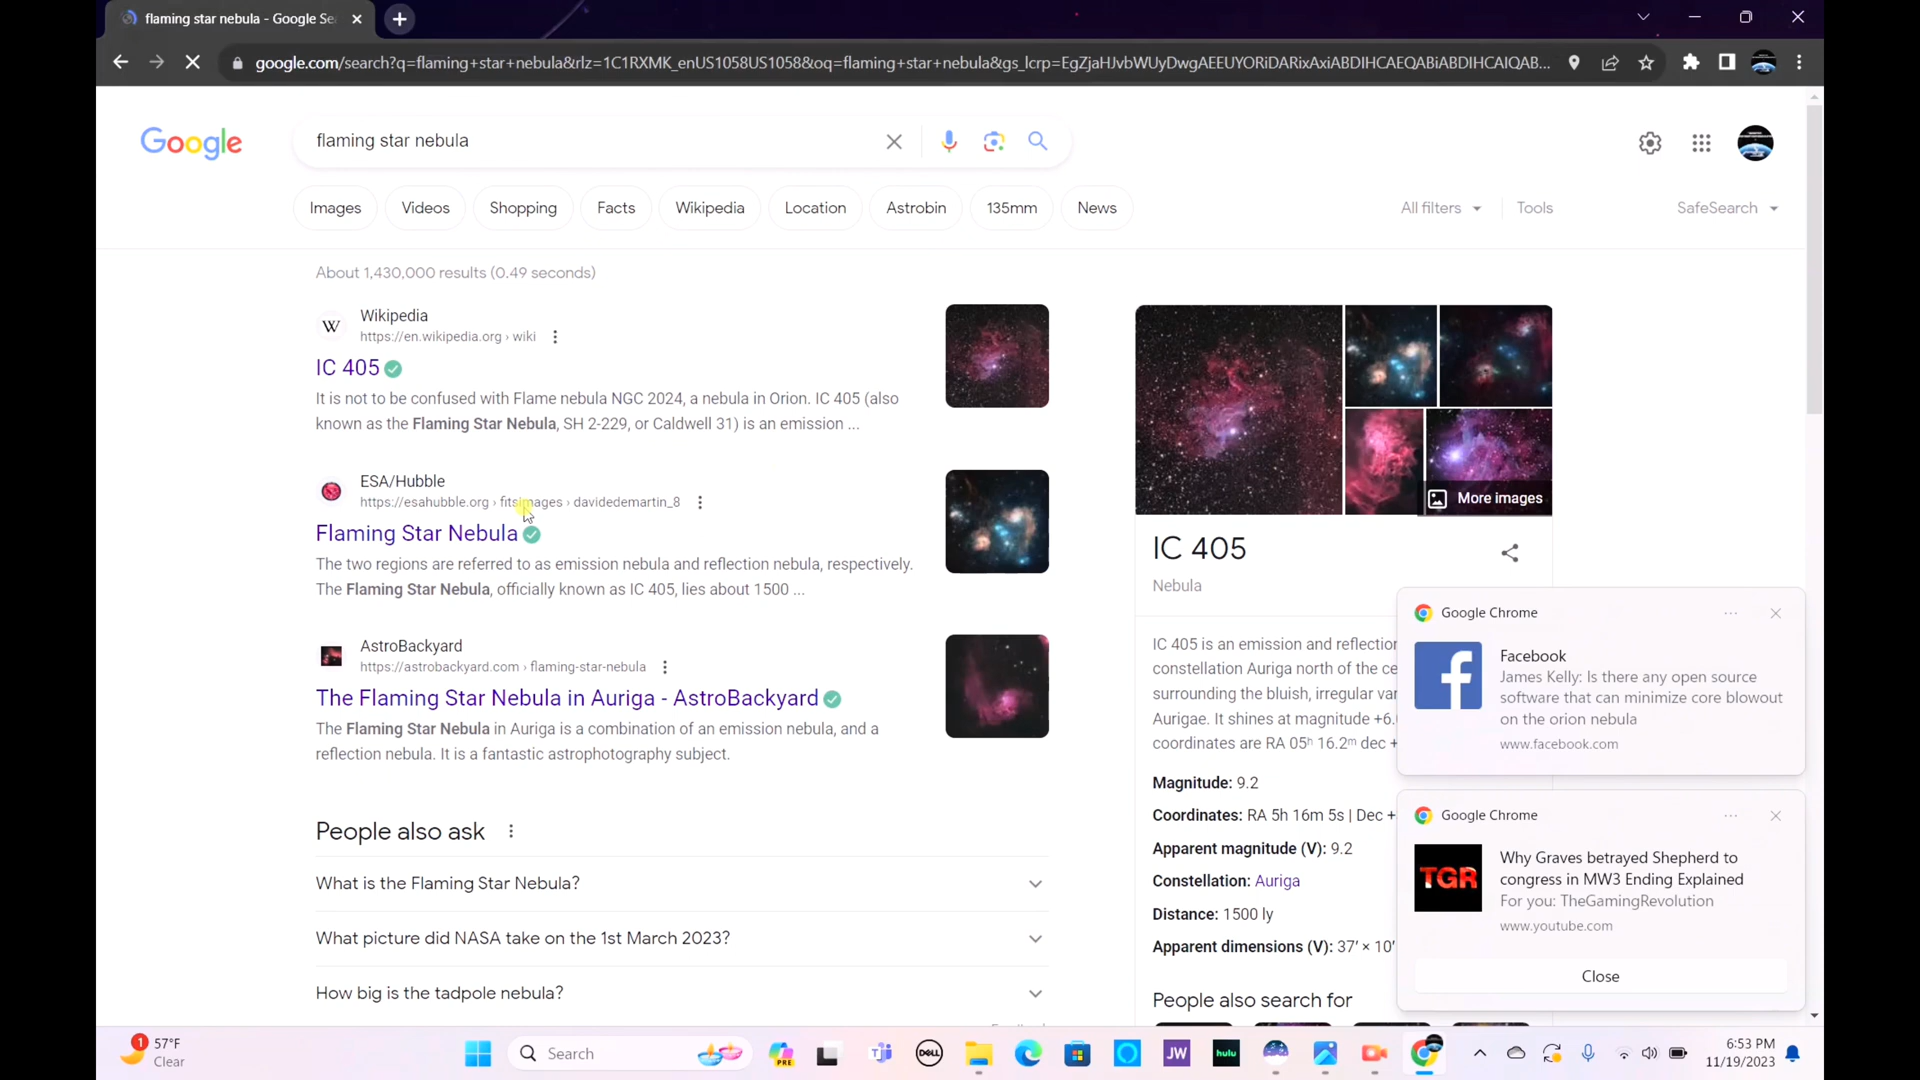 flaming star nebula - Google Se
google.com/search?q=flaming+star+nebula&rlz=1C1RXMK_enUS1058US1058&oq=flaming+star+nebula&gs_lcrp=EgZjaHJvbWUyDwgAEEUYORiDARixAxiABDIHCAEQABiABDIHCAIQAB...
Google
flaming star nebula
Images
Videos
Shopping
Facts
Wikipedia
Location
Astrobin
135mm
News
All filters
Tools
SafeSearch
About 1,430,000 results (0.49 seconds)
W
Wikipedia
https://en.wikipedia.org › wiki
IC 405
It is not to be confused with Flame nebula NGC 2024, a nebula in Orion. IC 405 (also
known as the Flaming Star Nebula, SH 2-229, or Caldwell 31) is an emission ...
ESA/Hubble
https://esahubble.org › fitsimages › davidedemartin_8
Flaming Star Nebula
The two regions are referred to as emission nebula and reflection nebula, respectively.
The Flaming Star Nebula, officially known as IC 405, lies about 1500 ...
AstroBackyard
https://astrobackyard.com › flaming-star-nebula
The Flaming Star Nebula in Auriga - AstroBackyard
The Flaming Star Nebula in Auriga is a combination of an emission nebula, and a
reflection nebula. It is a fantastic astrophotography subject.
People also ask
What is the Flaming Star Nebula?
What picture did NASA take on the 1st March 2023?
How big is the tadpole nebula?
More images
IC 405
Nebula
IC 405 is an emission and reflection
constellation Auriga north of the ce
surrounding the bluish, irregular var
Aurigae. It shines at magnitude +6.
coordinates are RA 05ʰ 16.2ᵐ dec +
Magnitude: 9.2
Coordinates: RA 5h 16m 5s | Dec +
Apparent magnitude (V): 9.2
Constellation: Auriga
Distance: 1500 ly
Apparent dimensions (V): 37′ × 10′
People also search for
Google Chrome
Facebook
James Kelly: Is there any open source
software that can minimize core blowout
on the orion nebula
www.facebook.com
Google Chrome
TGR
Why Graves betrayed Shepherd to
congress in MW3 Ending Explained
For you: TheGamingRevolution
www.youtube.com
Close
1
57°F
Clear
Search
PRE
DELL
JW
hulu
6:53 PM
11/19/2023